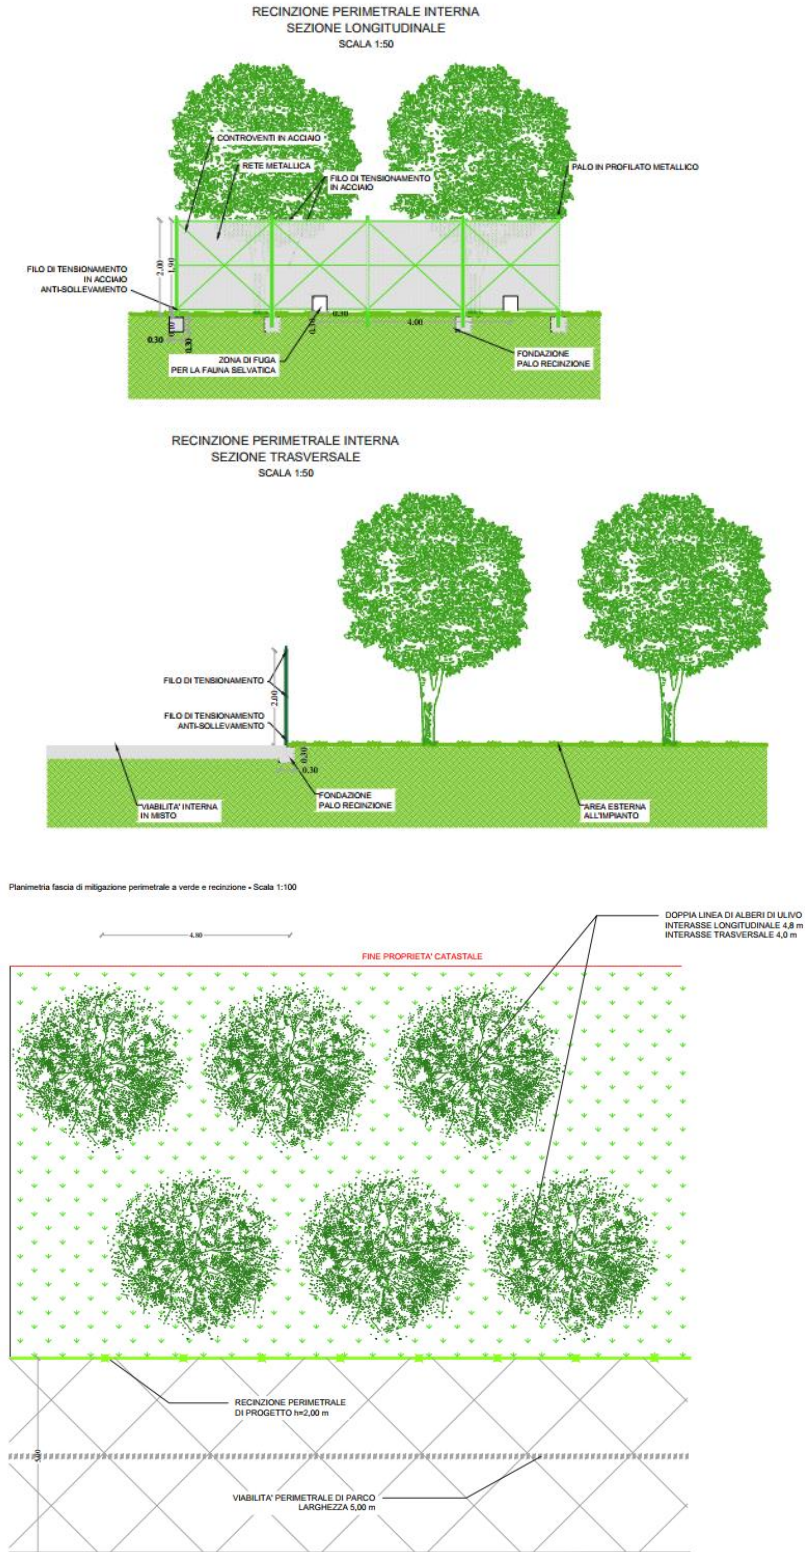 RECINZIONE PERIMETRALE INTERNA
SEZIONE LONGITUDINALE
SCALA 1:50
CONTROVENTI IN ACCIAIO
RETE METALLICA
FILO DI TENSIONAMENTO
IN ACCIAIO
PALO IN PROFILATO METALLICO
FILO DI TENSIONAMENTO
IN ACCIAIO
ANTI-SOLLEVAMENTO
2.00
1.90
0.30
0.30
0.30
0.30
4.00
ZONA DI FUGA
PER LA FAUNA SELVATICA
FONDAZIONE
PALO RECINZIONE
RECINZIONE PERIMETRALE INTERNA
SEZIONE TRASVERSALE
SCALA 1:50
FILO DI TENSIONAMENTO
2.00
FILO DI TENSIONAMENTO
ANTI-SOLLEVAMENTO
0.30
0.30
VIABILITA' INTERNA
IN MISTO
FONDAZIONE
PALO RECINZIONE
AREA ESTERNA
ALL'IMPIANTO
Planimetria fascia di mitigazione perimetrale a verde e recinzione - Scala 1:100
4.80
DOPPIA LINEA DI ALBERI DI ULIVO
INTERASSE LONGITUDINALE 4,8 m
INTERASSE TRASVERSALE 4,0 m
FINE PROPRIETA' CATASTALE
RECINZIONE PERIMETRALE
DI PROGETTO h=2,00 m
VIABILITA' PERIMETRALE DI PARCO
LARGHEZZA 5,00 m